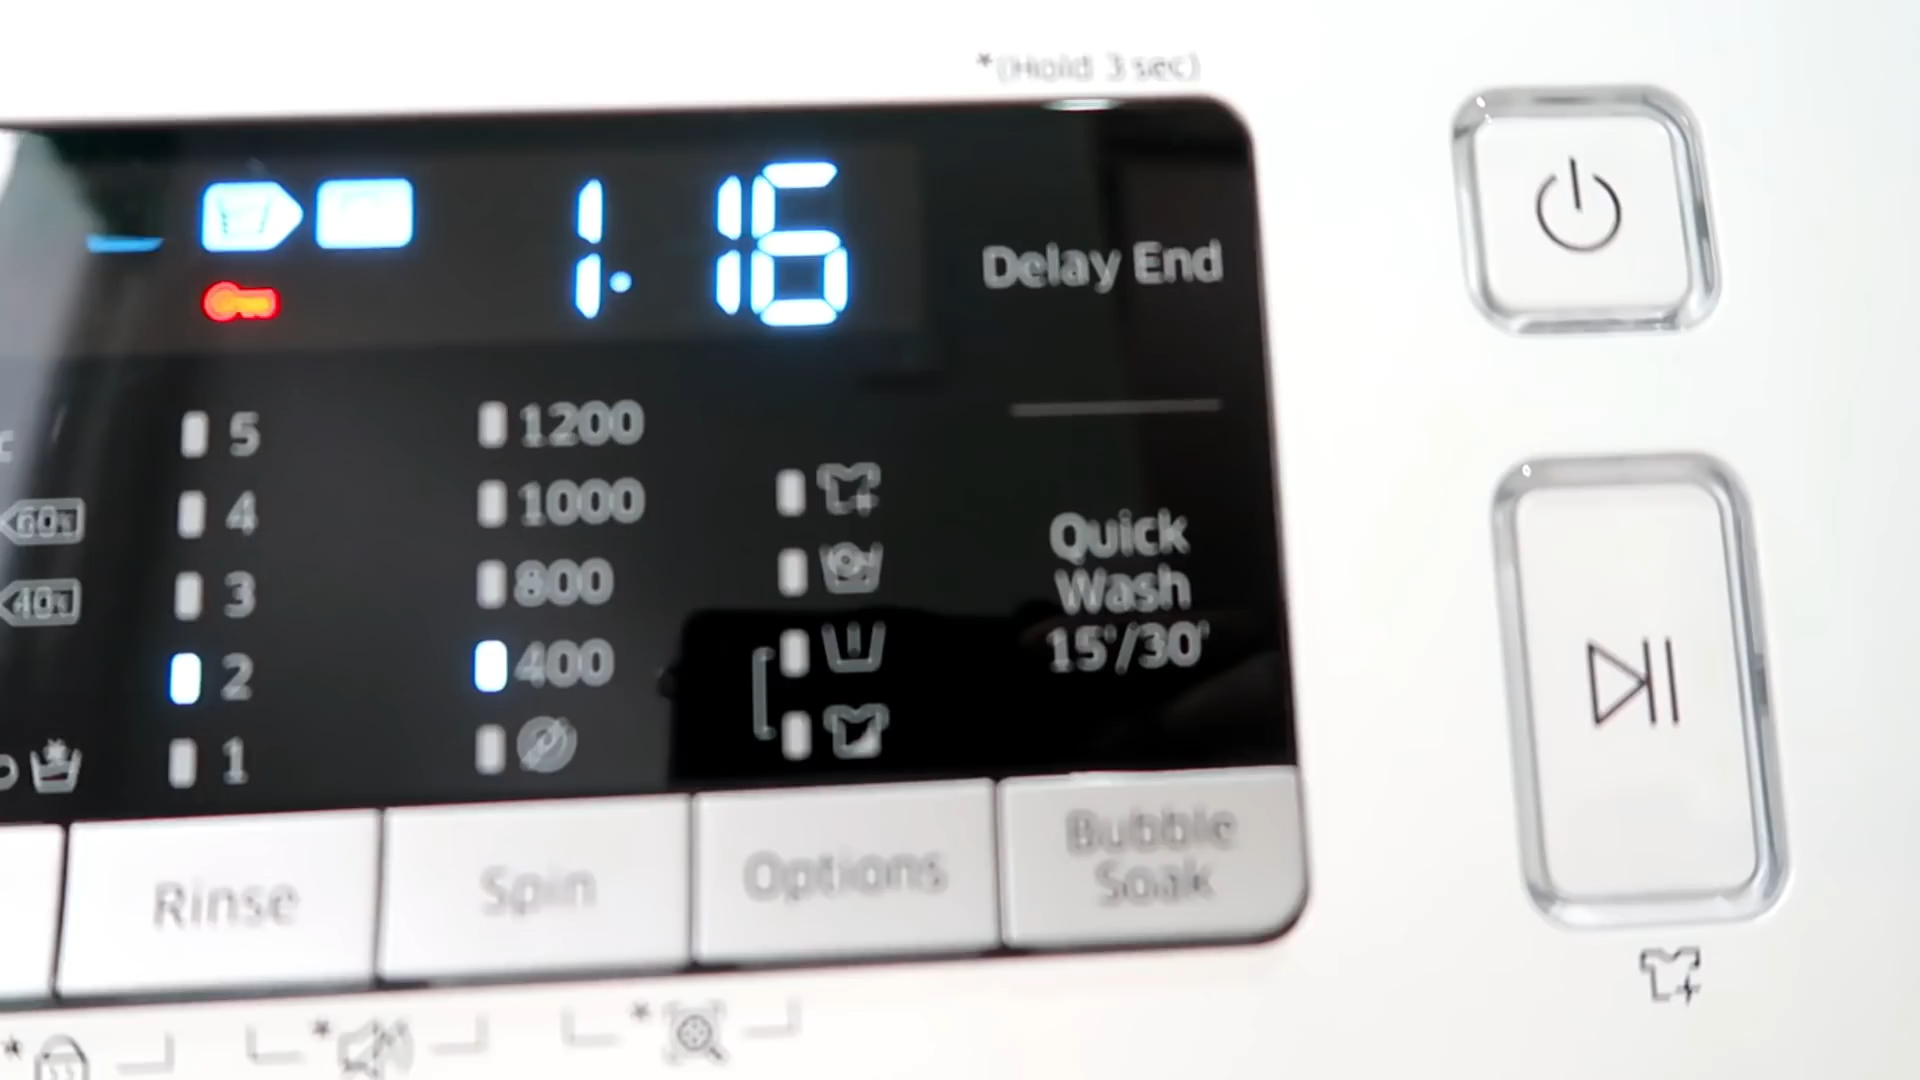 *(Hold 3 sec)
1.16
Delay End
5
4
3
2
1
1200
1000
800
400
60
40
Quick
Wash
15'/30'
Rinse
Spin
Options
Bubble
Soak
*
*
*